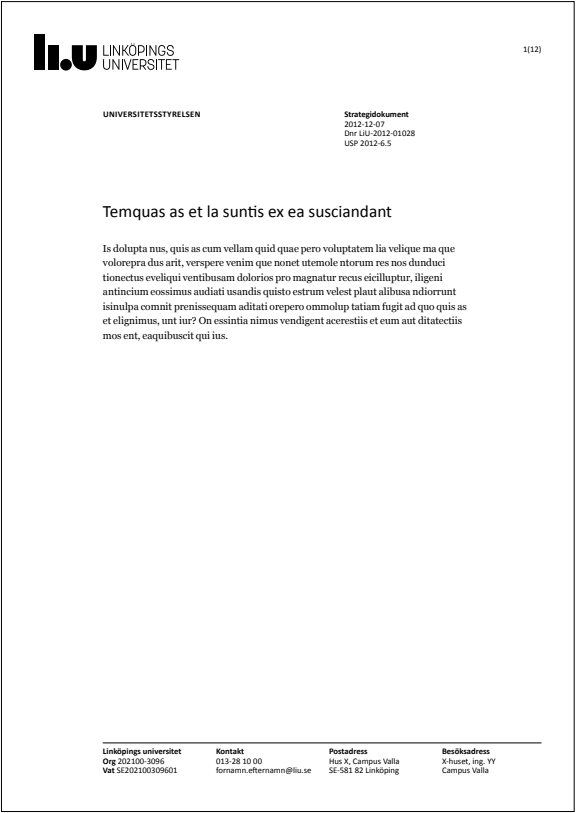 li.u LINKÖPINGS
UNIVERSITET
1(12)
UNIVERSITETSSTYRELSEN
Strategidokument
2012-12-07
Dnr LiU-2012-01028
USP 2012-6.5
Temquas as et la suntis ex ea susciandant
Is dolupta nus, quis as cum vellam quid quae pero voluptatem lia velique ma que
volorepra dus arit, verspere venim que nonet utemole ntorum res nos dunduci
tionectus eveliqui ventibusam dolorios pro magnatur recus eicilluptur, iligeni
antincium eossimus audiati usandis quisto estrum velest plaut alibusa ndiorrunt
isinulpa comnit prenissequam aditati orepero ommolup tatiam fugit ad quo quis as
et elignimus, unt iur? On essintia nimus vendigent acerestiis et eum aut ditatectiis
mos ent, eaquibuscit qui ius.
Linköpings universitet
Org 202100-3096
Vat SE202100309601
Kontakt
013-28 10 00
fornamn.efternamn@liu.se
Postadress
Hus X, Campus Valla
SE-581 82 Linköping
Besöksadress
X-huset, ing. YY
Campus Valla